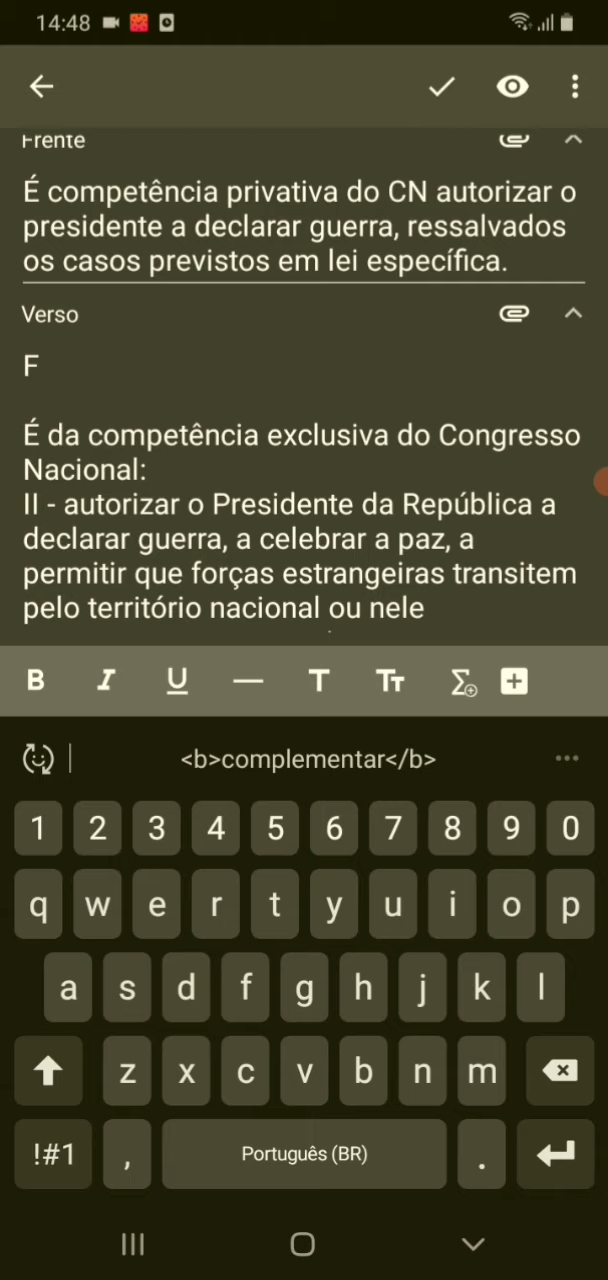 14:48
Frente
É competência privativa do CN autorizar o
presidente a declarar guerra, ressalvados
os casos previstos em lei específica.
Verso
F
É da competência exclusiva do Congresso
Nacional:
II - autorizar o Presidente da República a
declarar guerra, a celebrar a paz, a
permitir que forças estrangeiras transitem
pelo território nacional ou nele
B I U — T TT Σ
<b>complementar</b>
1 2 3 4 5 6 7 8 9 0
q w e r t y u i o p
a s d f g h j k l
z x c v b n m
!#1 , Português (BR) .